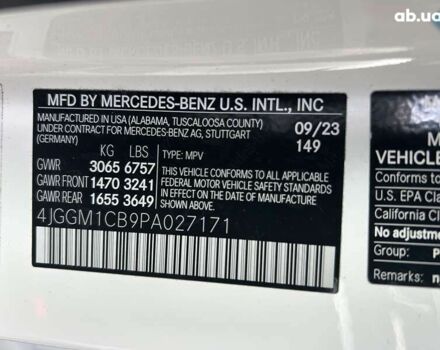 ab.ua
MFD BY MERCEDES-BENZ U.S. INTL., INC
MANUFACTURED IN USA (ALABAMA, TUSCALOOSA COUNTY)
UNDER CONTRACT FOR MERCEDES-BENZ AG, STUTTGART
(GERMANY)
09/23
149
KG LBS
GVWR 3065 6757
GAWR FRONT 1470 3241
GAWR REAR 1655 3649
TYPE: MPV
THIS VEHICLE CONFORMS TO ALL APPLICABLE
FEDERAL MOTOR VEHICLE SAFETY STANDARDS
IN EFFECT ON THE DATE OF MANUFACTURE
SHOWN ABOVE.
4JGGM1CB9PA027171
M
VEHICLE
Conforms to
U.S. EPA Cla
California Cl
Group: P
Remarks: n